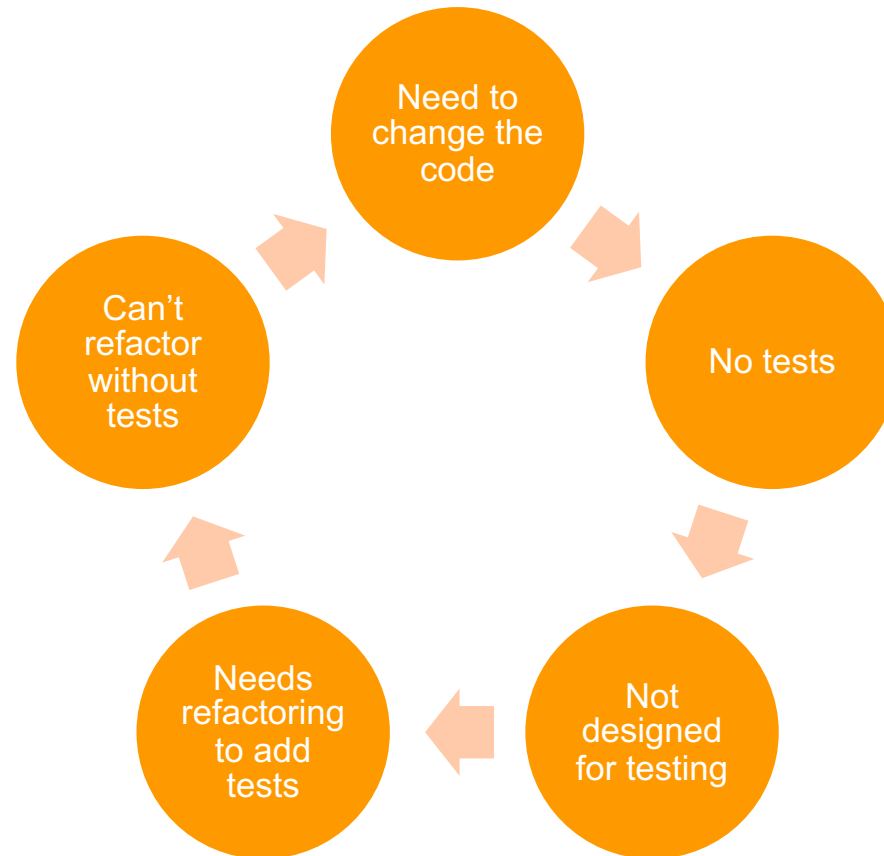 Need to
change the
code
No tests
Not
designed
for testing
Needs
refactoring
to add
tests
Can’t
refactor
without
tests